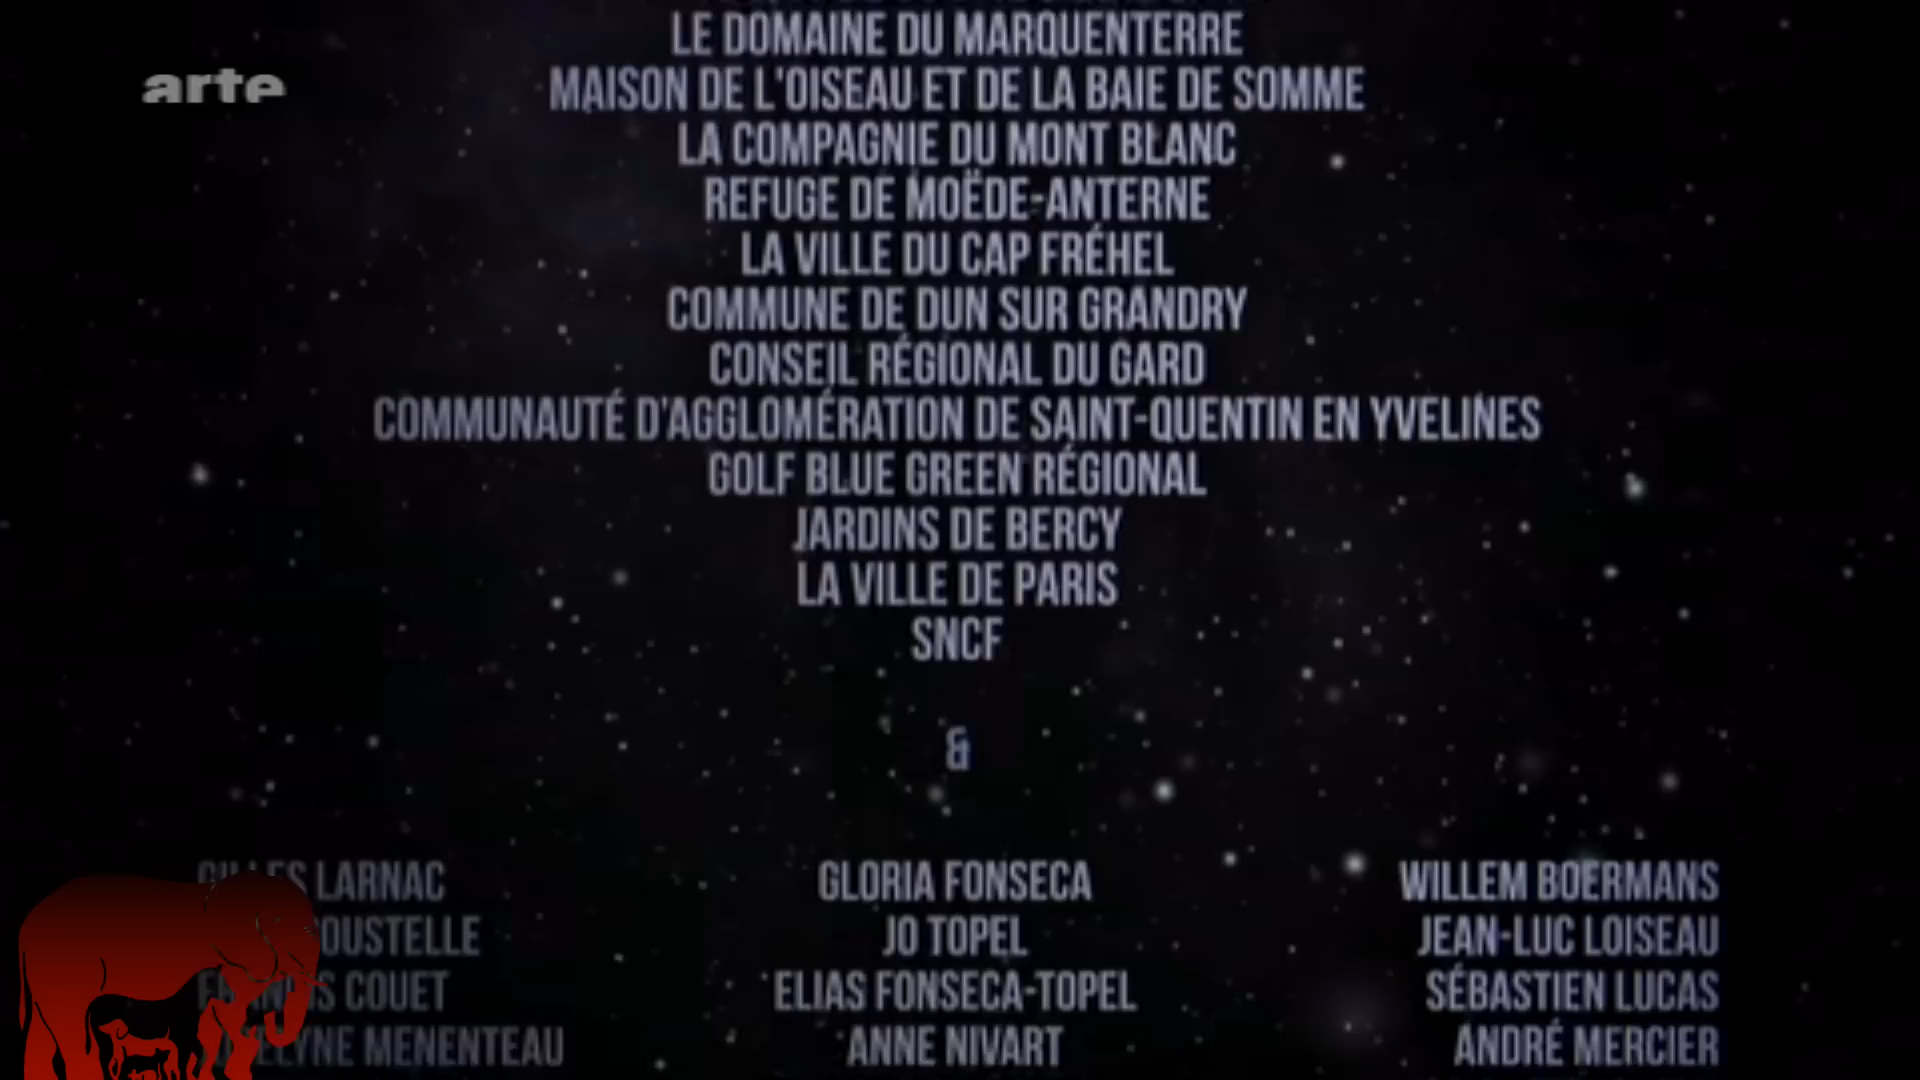 LE DOMAINE DU MARQUENTERRE
arte
MAISON DE L'OISEAU ET DE LA BAIE DE SOMME
LA COMPAGNIE DU MONT BLANC
REFUGE DE MOËDE-ANTERNE
LA VILLE DU CAP FRÉHEL
COMMUNE DE DUN SUR GRANDRY
CONSEIL RÉGIONAL DU GARD
COMMUNAUTÉ D'AGGLOMÉRATION DE SAINT-QUENTIN EN YVELINES
GOLF BLUE GREEN RÉGIONAL
JARDINS DE BERCY
LA VILLE DE PARIS
SNCF
&
GILLES LARNAC GLORIA FONSECA WILLEM BOERMANS
JO TOPEL JEAN-LUC LOISEAU
COUET ELIAS FONSECA-TOPEL SÉBASTIEN LUCAS
MENENTEAU ANNE NIVART ANDRÉ MERCIER